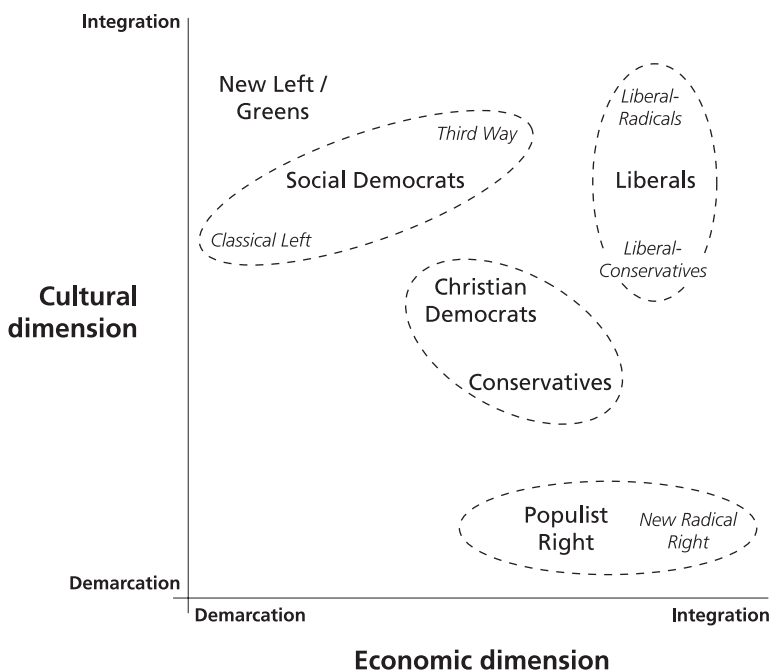 Integration
New Left /
Greens
Third Way
Social Democrats
Classical Left
Liberal-
Radicals
Liberals
Liberal-
Conservatives
Cultural
dimension
Christian
Democrats
Conservatives
Populist
Right
New Radical
Right
Demarcation
Demarcation
Integration
Economic dimension